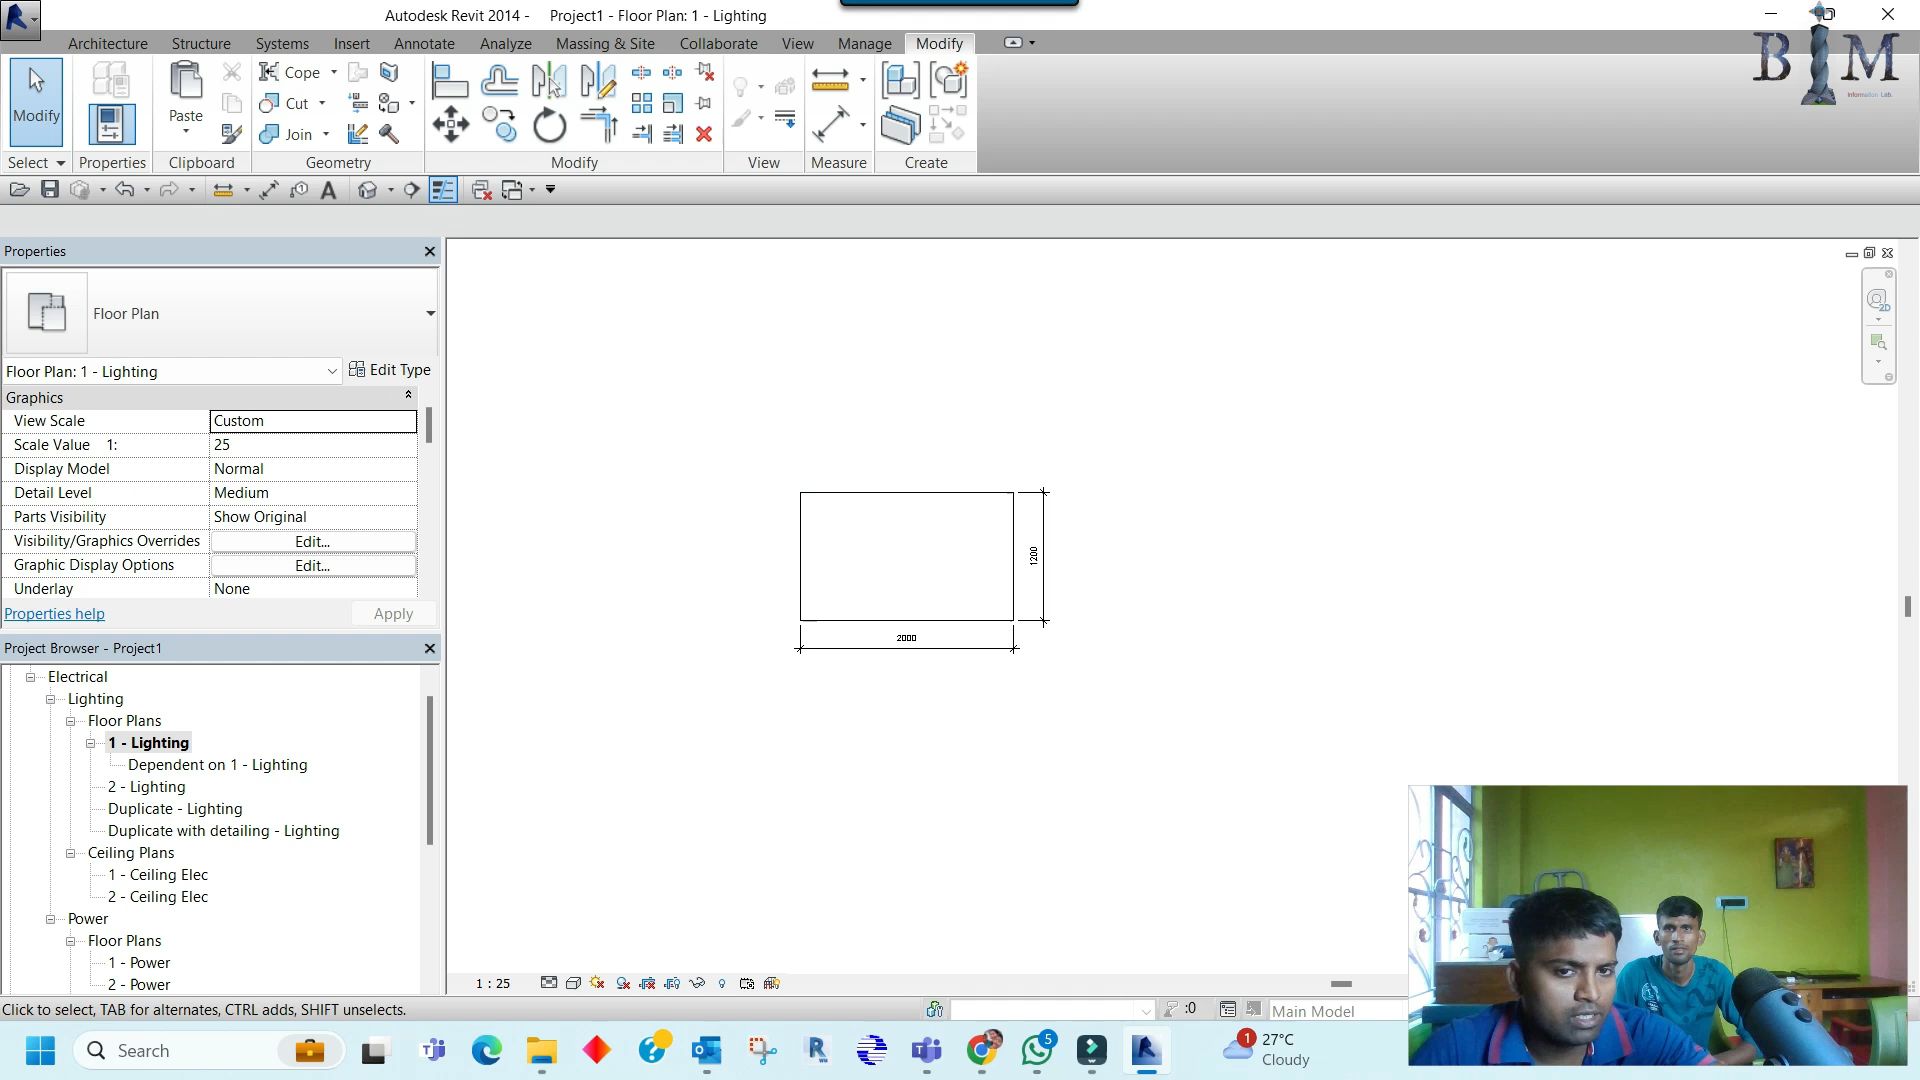 Autodesk Revit 2014 - Project1 - Floor Plan: 1 - Lighting
Architecture Structure Systems Insert Annotate Analyze Massing & Site Collaborate View Manage Modify
BIM
Information Lab.
Modify
Paste
Cope
Cut
Join
Select Properties Clipboard Geometry Modify View Measure Create
A
Properties
Floor Plan
Floor Plan: 1 - Lighting
Edit Type
Graphics
View Scale Custom
Scale Value 1: 25
Display Model Normal
Detail Level Medium
Parts Visibility Show Original
Visibility/Graphics Overrides Edit...
Graphic Display Options Edit...
Underlay None
Properties help Apply
Project Browser - Project1
Electrical
Lighting
Floor Plans
1 - Lighting
Dependent on 1 - Lighting
2 - Lighting
Duplicate - Lighting
Duplicate with detailing - Lighting
Ceiling Plans
1 - Ceiling Elec
2 - Ceiling Elec
Power
Floor Plans
1 - Power
2 - Power
2D
1200
2000
1 : 25
Click to select, TAB for alternates, CTRL adds, SHIFT unselects.
:0
Main Model
Search
5
1
27°C
Cloudy